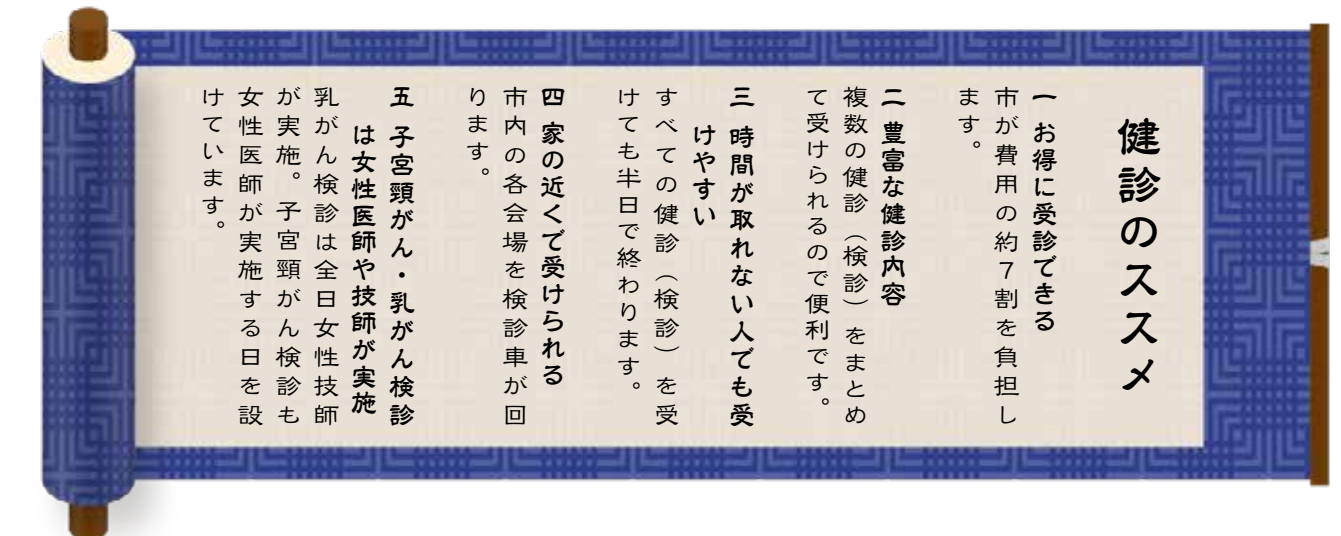 健診のススメ
一 お得に受診できる
市が費用の約7割を負担し
ます。
二 豊富な健診内容
複数の健診（検診）をまとめ
て受けられるので便利です。
三 時間が取れない人でも受
けやすい
すべての健診（検診）を受
けても半日で終わります。
四 家の近くで受けられる
市内の各会場を検診車が回
ります。
五 子宮頸がん・乳がん検診
は女性医師や技師が実施
乳がん検診は全日女性技師
が実施。子宮頸がん検診も
女性医師が実施する日を設
けています。